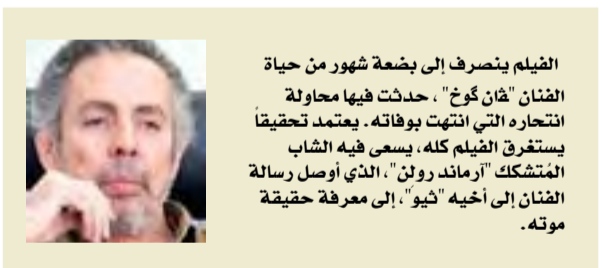 الفيلم ينصرف إلى بضعة شهور من حياة
الفنان "ڤان گوخ" ، حدثت فيها محاولة
انتحاره التي انتهت بوفاته. يعتمد تحقيقاً
يستغرق الفيلم كله، يسعى فيه الشاب
المُتشكك "آرماند رولن"، الذي أوصل رسالة
الفنان إلى أخيه "ثيو"، إلى معرفة حقيقة
موته.